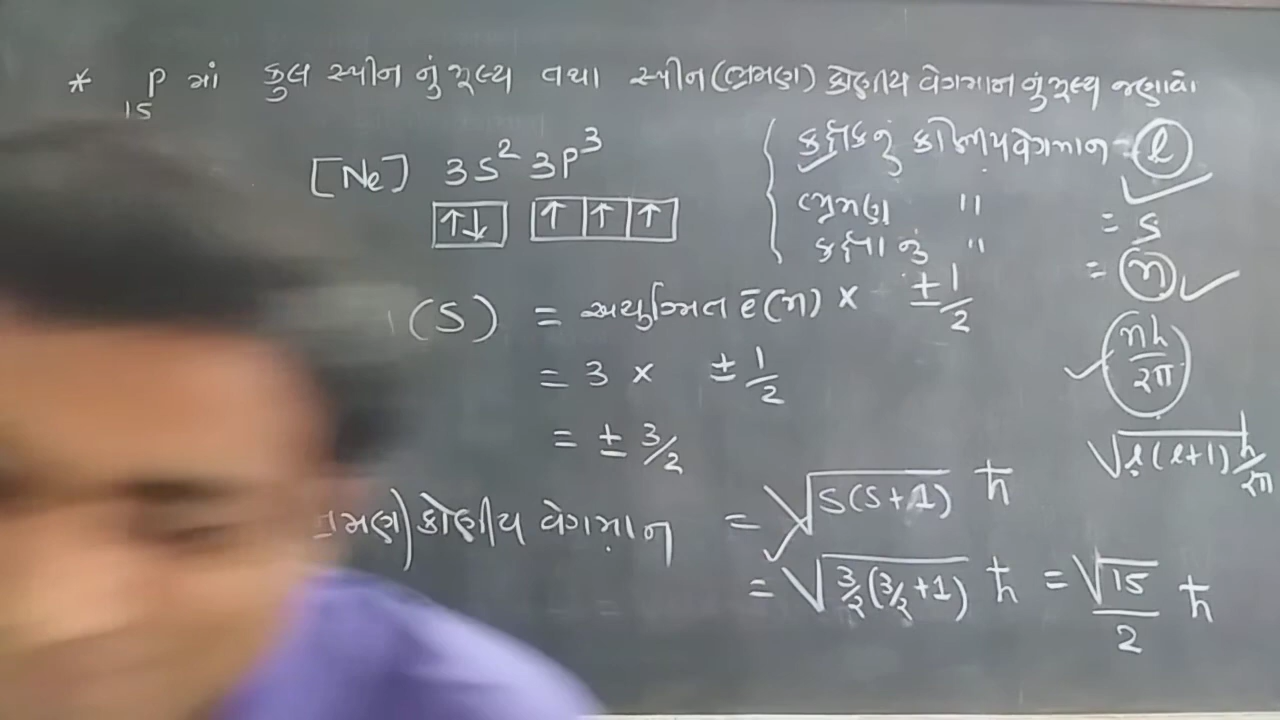 * ₁₅P માં કુલ સ્પીન નું મૂલ્ય તથા સ્પીન(ભ્રમણ) કોણીય વેગમાન નું મૂલ્ય જણાવો
[Ne] 3s² 3p³
↑↓ ↑ ↑ ↑
કક્ષકનું કોણીય વેગમાન = l
ભ્રમણ " = s
કક્ષાનું " = n
nh/2π
√l(l+1) h/2π
(S) = અયુગ્મિત ē(n) × ±1/2
= 3 × ±1/2
= ±3/2
ભ્રમણ) કોણીય વેગમાન = √s(s+1) ħ
= √3/2(3/2+1) ħ = √15/2 ħ